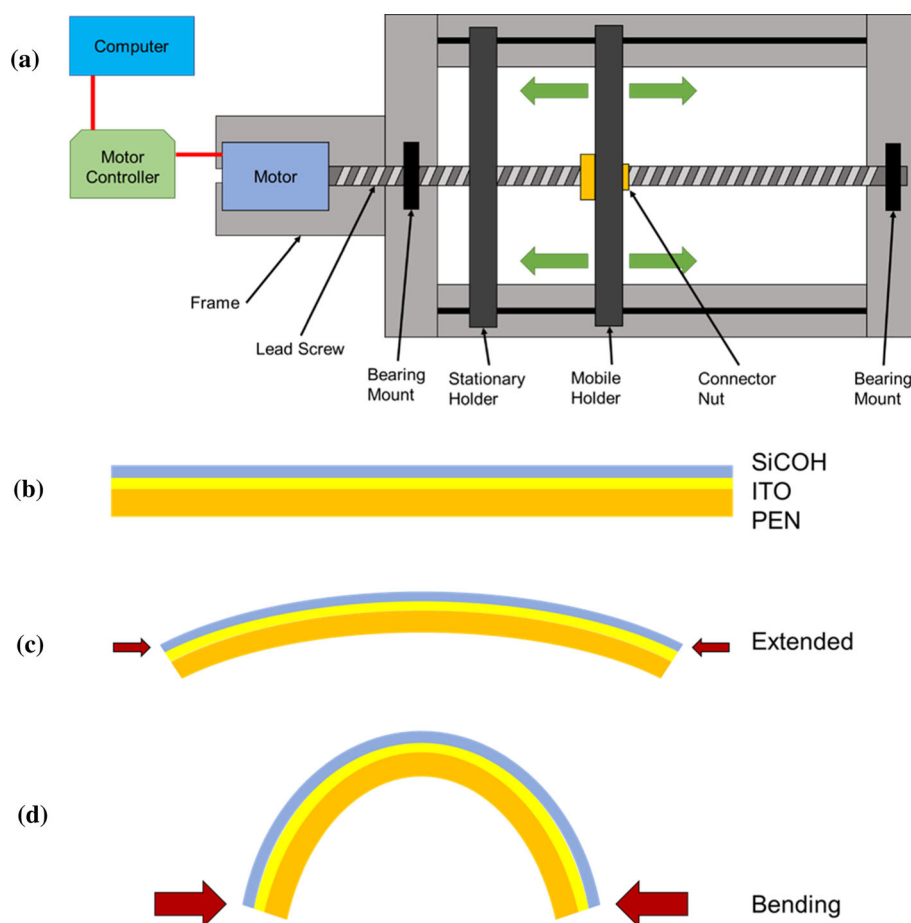 (a)
Computer
Motor
Controller
Motor
Frame
Lead Screw
Bearing
Mount
Stationary
Holder
Mobile
Holder
Connector
Nut
Bearing
Mount
(b)
SiCOH
ITO
PEN
(c)
Extended
(d)
Bending